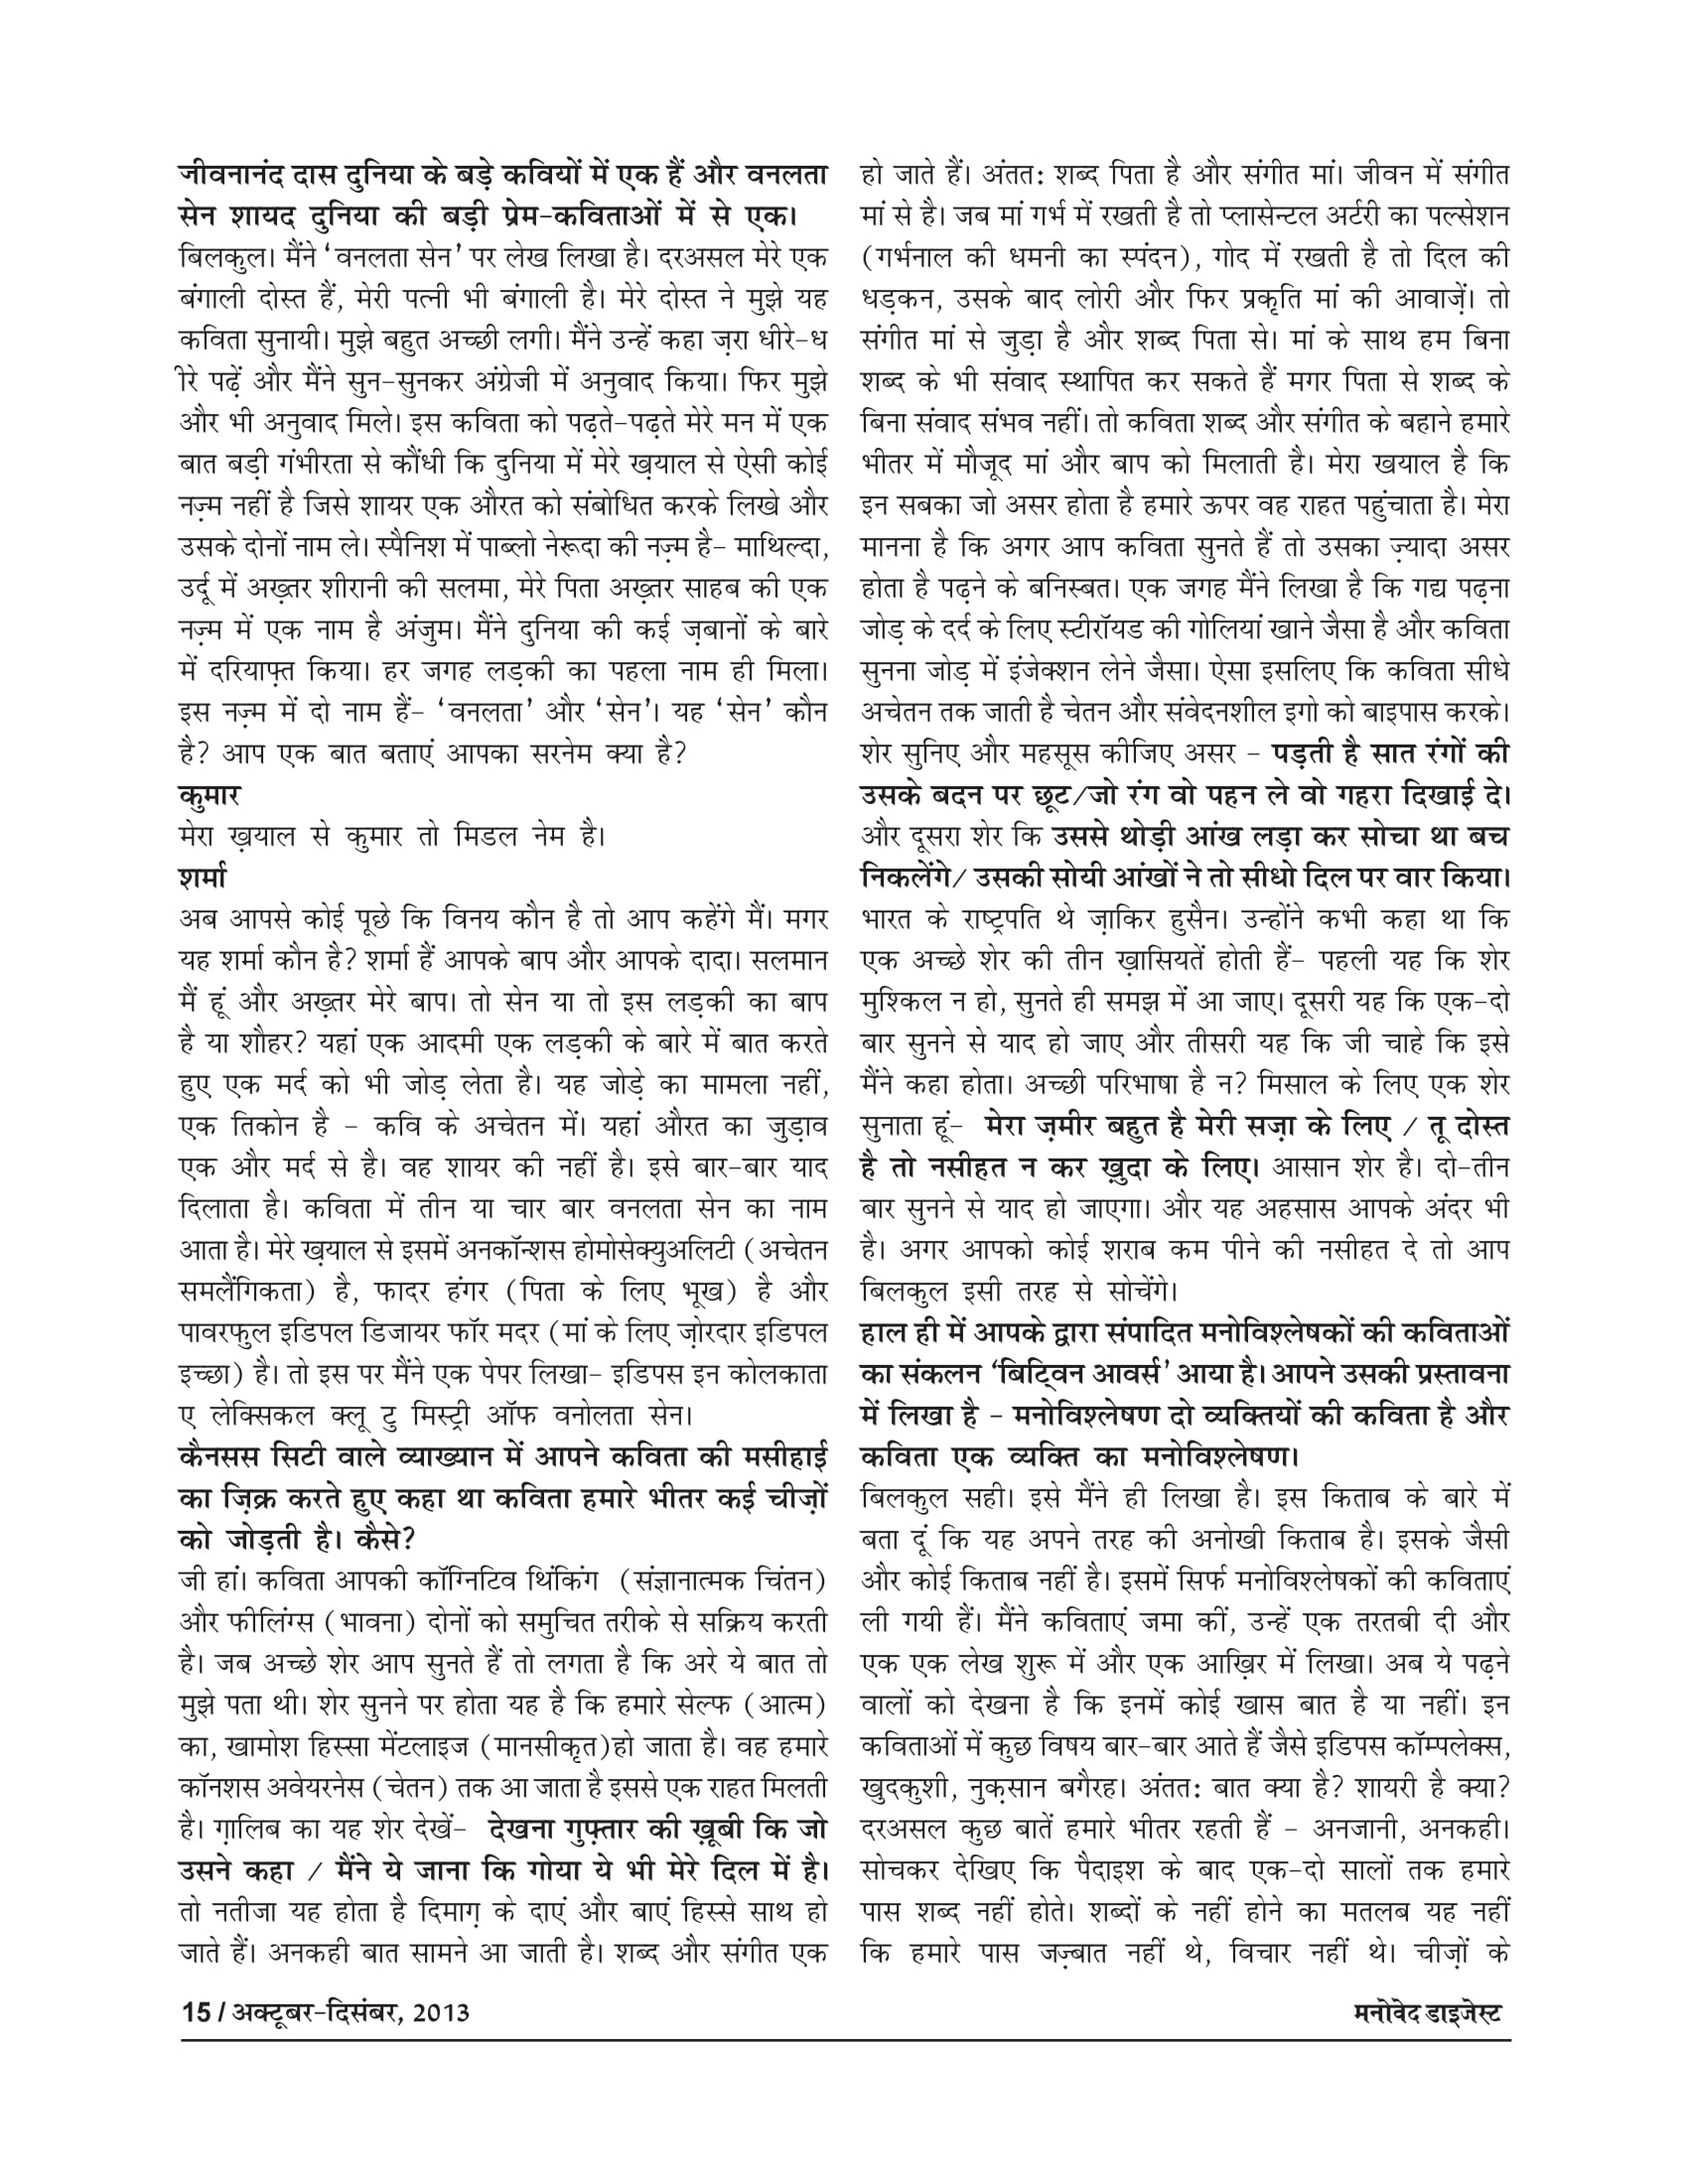 जीवनानंद दास दुनिया के बड़े कवियों में एक हैं और वनलता
सेन शायद दुनिया की बड़ी प्रेम-कविताओं में से एक।
बिलकुल। मैंने ‘वनलता सेन’ पर लेख लिखा है। दरअसल मेरे एक
बंगाली दोस्त हैं, मेरी पत्नी भी बंगाली है। मेरे दोस्त ने मुझे यह
कविता सुनायी। मुझे बहुत अच्छी लगी। मैंने उन्हें कहा ज़रा धीरे-ध
ीरे पढ़ें और मैंने सुन-सुनकर अंग्रेजी में अनुवाद किया। फिर मुझे
और भी अनुवाद मिले। इस कविता को पढ़ते-पढ़ते मेरे मन में एक
बात बड़ी गंभीरता से कौंधी कि दुनिया में मेरे ख़याल से ऐसी कोई
नज़्म नहीं है जिसे शायर एक औरत को संबोधित करके लिखे और
उसके दोनों नाम ले। स्पैनिश में पाब्लो नेरूदा की नज़्म है- माथिल्दा,
उर्दू में अख़्तर शीरानी की सलमा, मेरे पिता अख़्तर साहब की एक
नज़्म में एक नाम है अंजुम। मैंने दुनिया की कई ज़बानों के बारे
में दरियाफ़्त किया। हर जगह लड़की का पहला नाम ही मिला।
इस नज़्म में दो नाम हैं- ‘वनलता’ और ‘सेन’। यह ‘सेन’ कौन
है? आप एक बात बताएं आपका सरनेम क्या है?
कुमार
मेरा ख़याल से कुमार तो मिडल नेम है।
शर्मा
अब आपसे कोई पूछे कि विनय कौन है तो आप कहेंगे मैं। मगर
यह शर्मा कौन है? शर्मा हैं आपके बाप और आपके दादा। सलमान
मैं हूं और अख़्तर मेरे बाप। तो सेन या तो इस लड़की का बाप
है या शौहर? यहां एक आदमी एक लड़की के बारे में बात करते
हुए एक मर्द को भी जोड़ लेता है। यह जोड़े का मामला नहीं,
एक तिकोन है - कवि के अचेतन में। यहां औरत का जुड़ाव
एक और मर्द से है। वह शायर की नहीं है। इसे बार-बार याद
दिलाता है। कविता में तीन या चार बार वनलता सेन का नाम
आता है। मेरे ख़याल से इसमें अनकॉन्शस होमोसेक्युअलिटी (अचेतन
समलैंगिकता) है, फादर हंगर (पिता के लिए भूख) है और
पावरफुल इडिपल डिजायर फॉर मदर (मां के लिए ज़ोरदार इडिपल
इच्छा) है। तो इस पर मैंने एक पेपर लिखा- इडिपस इन कोलकाता
ए लेक्सिकल क्लू टु मिस्ट्री ऑफ वनोलता सेन।
कैनसस सिटी वाले व्याख्यान में आपने कविता की मसीहाई
का ज़िक्र करते हुए कहा था कविता हमारे भीतर कई चीज़ों
को जोड़ती है। कैसे?
जी हां। कविता आपकी कॉग्निटिव थिंकिंग (संज्ञानात्मक चिंतन)
और फीलिंग्स (भावना) दोनों को समुचित तरीके से सक्रिय करती
है। जब अच्छे शेर आप सुनते हैं तो लगता है कि अरे ये बात तो
मुझे पता थी। शेर सुनने पर होता यह है कि हमारे सेल्फ (आत्म)
का, खामोश हिस्सा मेंटलाइज (मानसीकृत)हो जाता है। वह हमारे
कॉनशस अवेयरनेस (चेतन) तक आ जाता है इससे एक राहत मिलती
है। ग़ालिब का यह शेर देखें- देखना गुफ़्तार की ख़ूबी कि जो
उसने कहा / मैंने ये जाना कि गोया ये भी मेरे दिल में है।
तो नतीजा यह होता है दिमाग़ के दाएं और बाएं हिस्से साथ हो
जाते हैं। अनकही बात सामने आ जाती है। शब्द और संगीत एक
हो जाते हैं। अंततः शब्द पिता है और संगीत मां। जीवन में संगीत
मां से है। जब मां गर्भ में रखती है तो प्लासेन्टल अर्टरी का पल्सेशन
(गर्भनाल की धमनी का स्पंदन), गोद में रखती है तो दिल की
धड़कन, उसके बाद लोरी और फिर प्रकृति मां की आवाज़ें। तो
संगीत मां से जुड़ा है और शब्द पिता से। मां के साथ हम बिना
शब्द के भी संवाद स्थापित कर सकते हैं मगर पिता से शब्द के
बिना संवाद संभव नहीं। तो कविता शब्द और संगीत के बहाने हमारे
भीतर में मौजूद मां और बाप को मिलाती है। मेरा खयाल है कि
इन सबका जो असर होता है हमारे ऊपर वह राहत पहुंचाता है। मेरा
मानना है कि अगर आप कविता सुनते हैं तो उसका ज़्यादा असर
होता है पढ़ने के बनिस्बत। एक जगह मैंने लिखा है कि गद्य पढ़ना
जोड़ के दर्द के लिए स्टीरॉयड की गोलियां खाने जैसा है और कविता
सुनना जोड़ में इंजेक्शन लेने जैसा। ऐसा इसलिए कि कविता सीधे
अचेतन तक जाती है चेतन और संवेदनशील इगो को बाइपास करके।
शेर सुनिए और महसूस कीजिए असर - पड़ती है सात रंगों की
उसके बदन पर छूट/जो रंग वो पहन ले वो गहरा दिखाई दे।
और दूसरा शेर कि उससे थोड़ी आंख लड़ा कर सोचा था बच
निकलेंगे/ उसकी सोयी आंखों ने तो सीधो दिल पर वार किया।
भारत के राष्ट्रपति थे ज़ाकिर हुसैन। उन्होंने कभी कहा था कि
एक अच्छे शेर की तीन ख़ासियतें होती हैं- पहली यह कि शेर
मुश्किल न हो, सुनते ही समझ में आ जाए। दूसरी यह कि एक-दो
बार सुनने से याद हो जाए और तीसरी यह कि जी चाहे कि इसे
मैंने कहा होता। अच्छी परिभाषा है न? मिसाल के लिए एक शेर
सुनाता हूं- मेरा ज़मीर बहुत है मेरी सज़ा के लिए / तू दोस्त
है तो नसीहत न कर ख़ुदा के लिए। आसान शेर है। दो-तीन
बार सुनने से याद हो जाएगा। और यह अहसास आपके अंदर भी
है। अगर आपको कोई शराब कम पीने की नसीहत दे तो आप
बिलकुल इसी तरह से सोचेंगे।
हाल ही में आपके द्वारा संपादित मनोविश्लेषकों की कविताओं
का संकलन ‘बिट्विन आवर्स’ आया है। आपने उसकी प्रस्तावना
में लिखा है - मनोविश्लेषण दो व्यक्तियों की कविता है और
कविता एक व्यक्ति का मनोविश्लेषण।
बिलकुल सही। इसे मैंने ही लिखा है। इस किताब के बारे में
बता दूं कि यह अपने तरह की अनोखी किताब है। इसके जैसी
और कोई किताब नहीं है। इसमें सिर्फ मनोविश्लेषकों की कविताएं
ली गयी हैं। मैंने कविताएं जमा कीं, उन्हें एक तरतबी दी और
एक एक लेख शुरू में और एक आख़िर में लिखा। अब ये पढ़ने
वालों को देखना है कि इनमें कोई खास बात है या नहीं। इन
कविताओं में कुछ विषय बार-बार आते हैं जैसे इडिपस कॉम्पलेक्स,
खुदकुशी, नुक़सान बगैरह। अंततः बात क्या है? शायरी है क्या?
दरअसल कुछ बातें हमारे भीतर रहती हैं - अनजानी, अनकही।
सोचकर देखिए कि पैदाइश के बाद एक-दो सालों तक हमारे
पास शब्द नहीं होते। शब्दों के नहीं होने का मतलब यह नहीं
कि हमारे पास जज़्बात नहीं थे, विचार नहीं थे। चीज़ों के
15 / अक्टूबर-दिसंबर, 2013
मनोवेद डाइजेस्ट